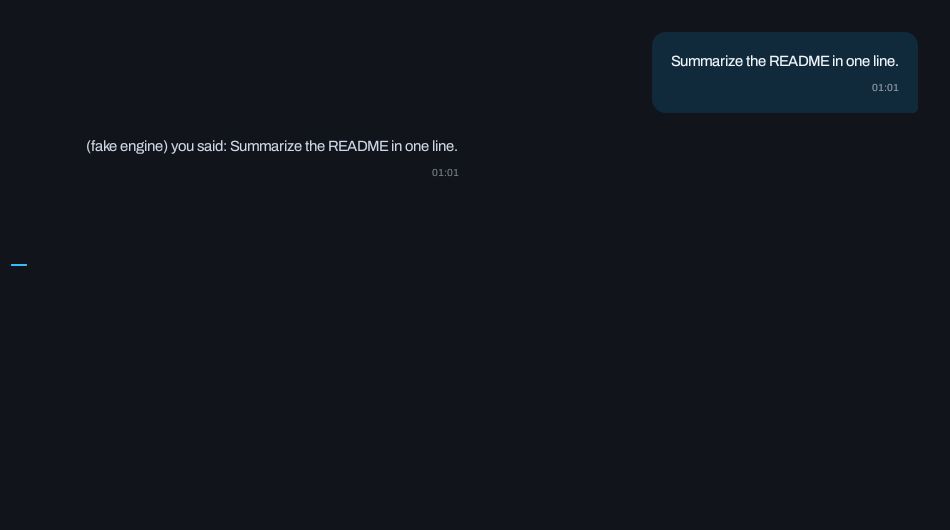 Summarize the README in one line.
01:01
(fake engine) you said: Summarize the README in one line.
01:01